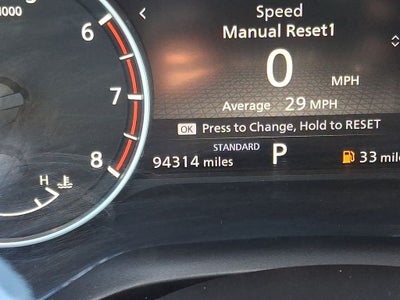 1000
6
7
8
H
< Speed
Manual Reset1
0 MPH
Average 29 MPH
OK Press to Change, Hold to RESET
STANDARD
94314 miles P 33